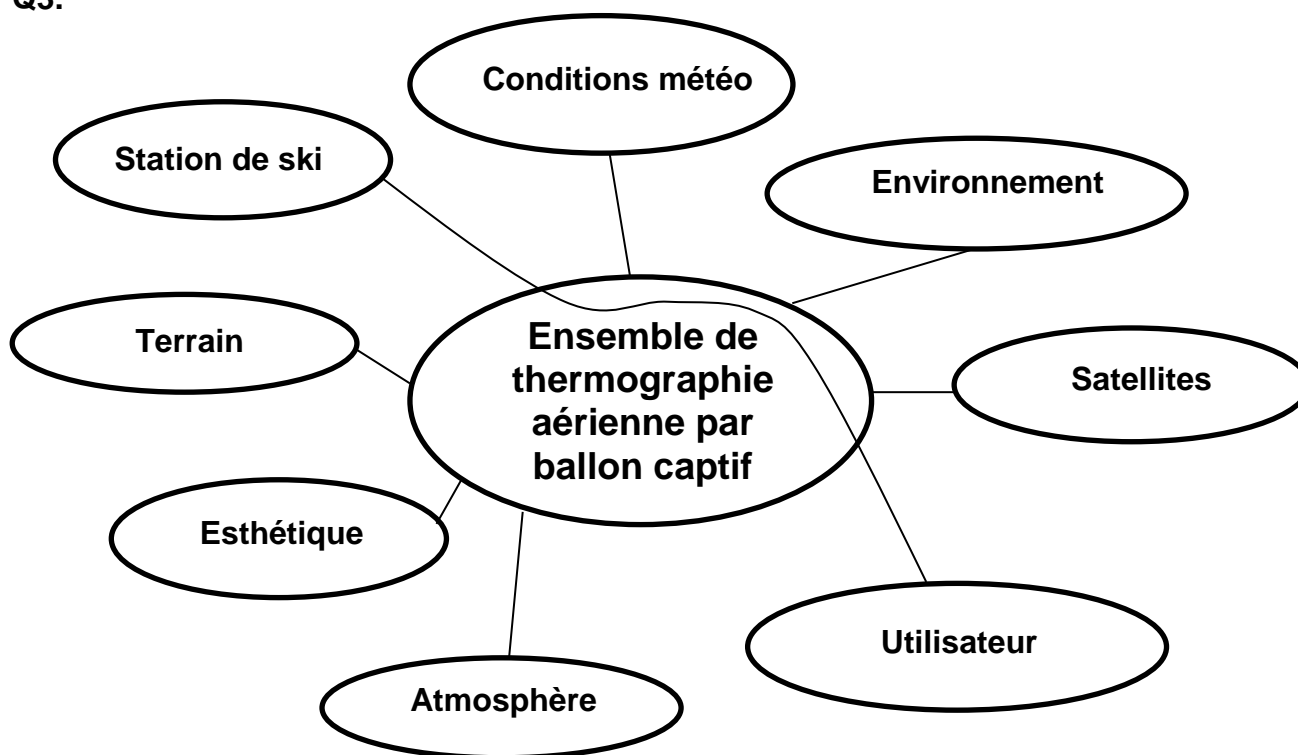 Q3.
Conditions météo
Station de ski
Environnement
Terrain
Ensemble de
thermographie
aérienne par
ballon captif
Satellites
Esthétique
Utilisateur
Atmosphère